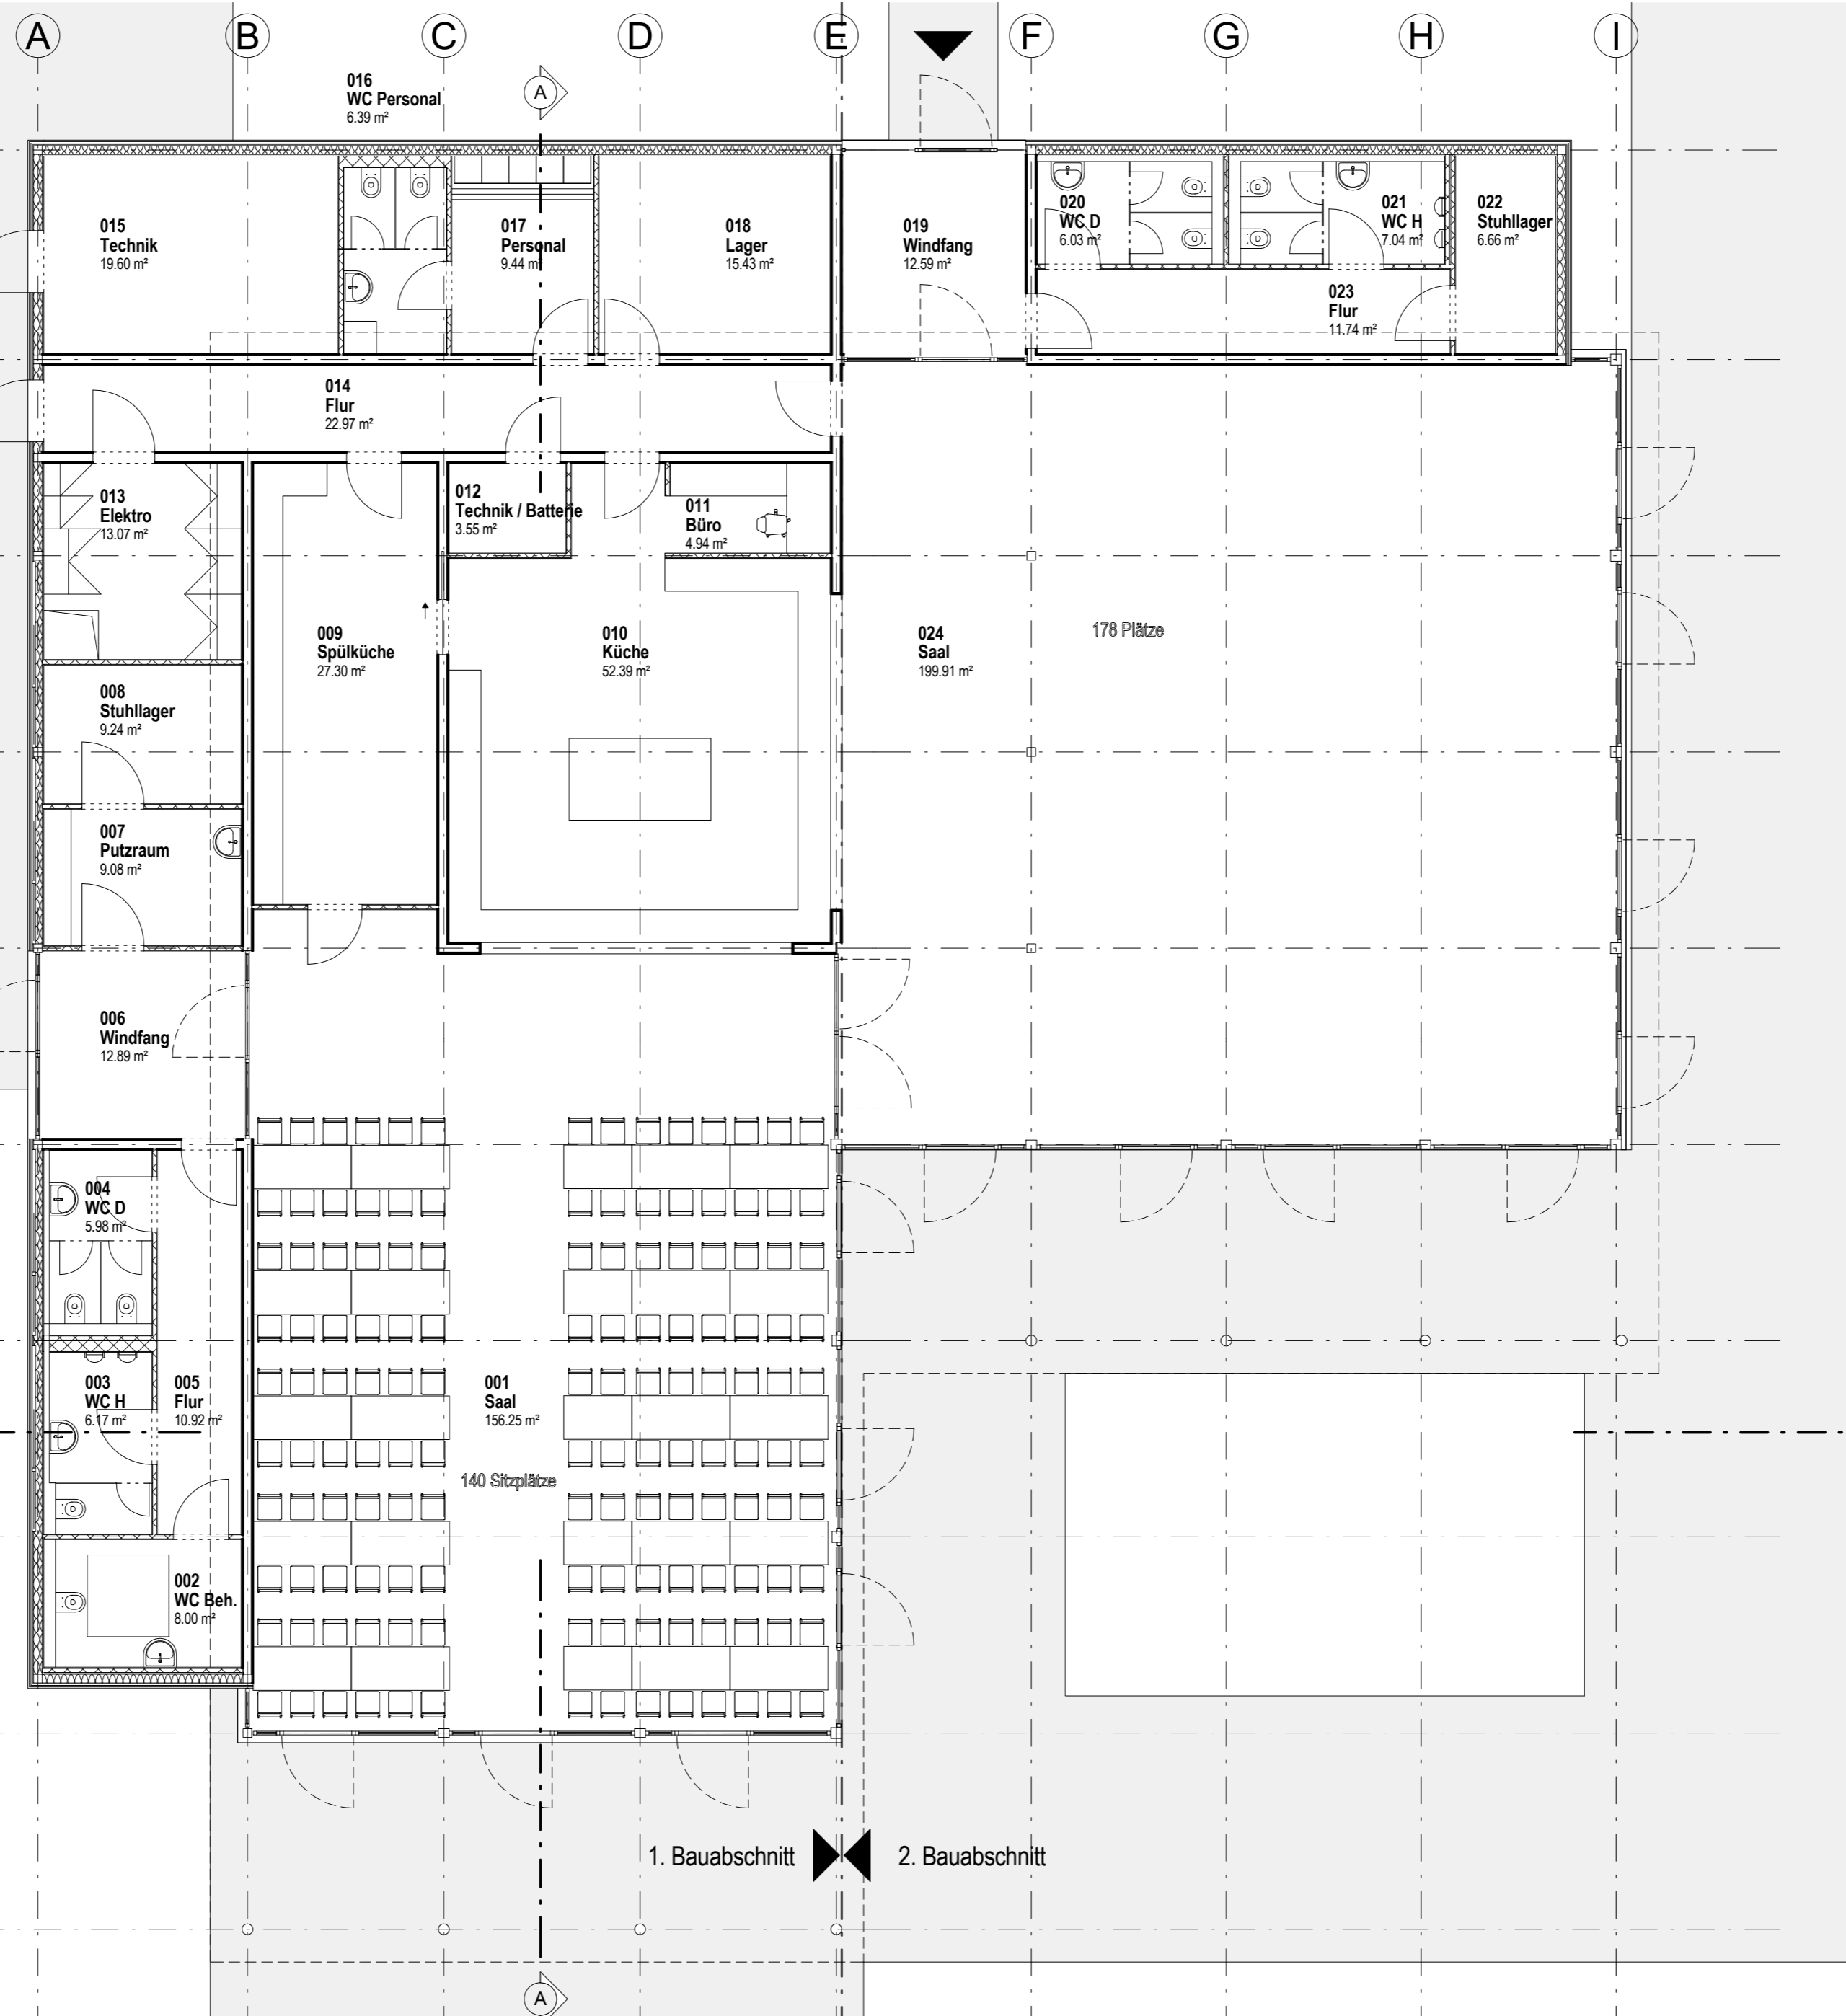 A
B
C
D
E
F
G
H
I
016
WC Personal
6.39 m²
A
015
Technik
19.60 m²
017
Personal
9.44 m²
018
Lager
15.43 m²
019
Windfang
12.59 m²
020
WC D
6.03 m²
021
WC H
7.04 m²
022
Stuhllager
6.66 m²
023
Flur
11.74 m²
014
Flur
22.97 m²
013
Elektro
13.07 m²
012
Technik / Batterie
3.55 m²
011
Büro
4.94 m²
009
Spülküche
27.30 m²
010
Küche
52.39 m²
024
Saal
199.91 m²
178 Plätze
008
Stuhllager
9.24 m²
007
Putzraum
9.08 m²
006
Windfang
12.89 m²
004
WC D
5.98 m²
003
WC H
6.17 m²
005
Flur
10.92 m²
001
Saal
156.25 m²
140 Sitzplätze
002
WC Beh.
8.00 m²
1. Bauabschnitt
2. Bauabschnitt
A